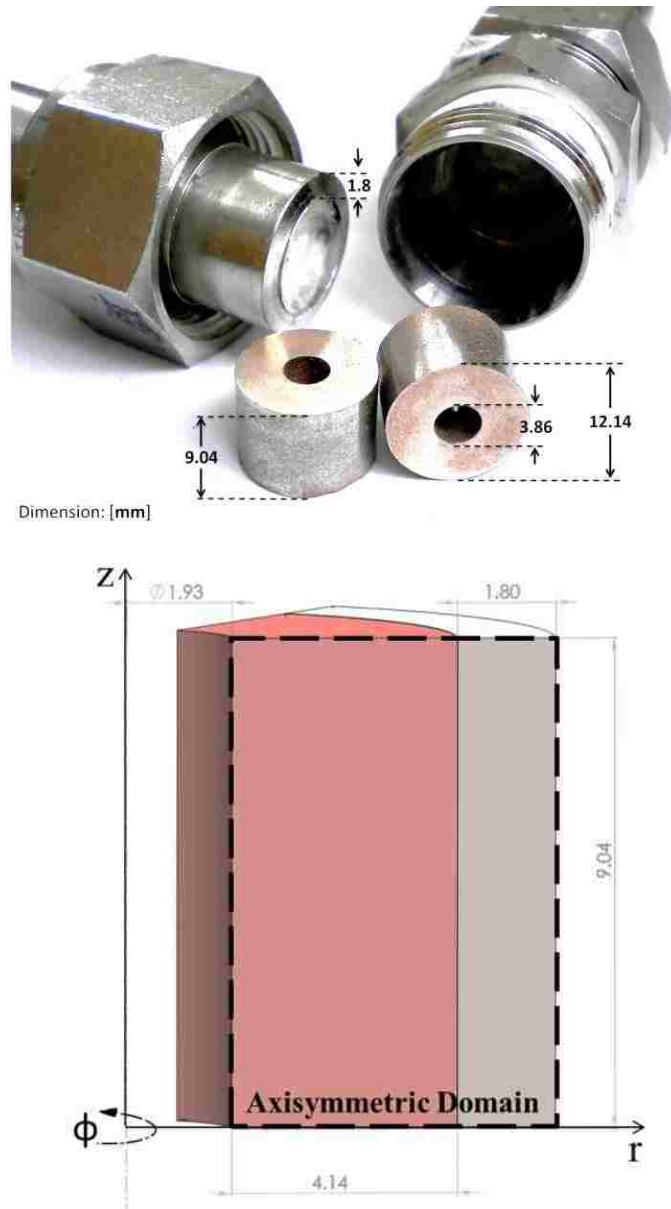 1.8
12.14
3.86
9.04
Dimension: [mm]
z
∅1.93
1.80
9.04
Axisymmetric Domain
ϕ
r
4.14